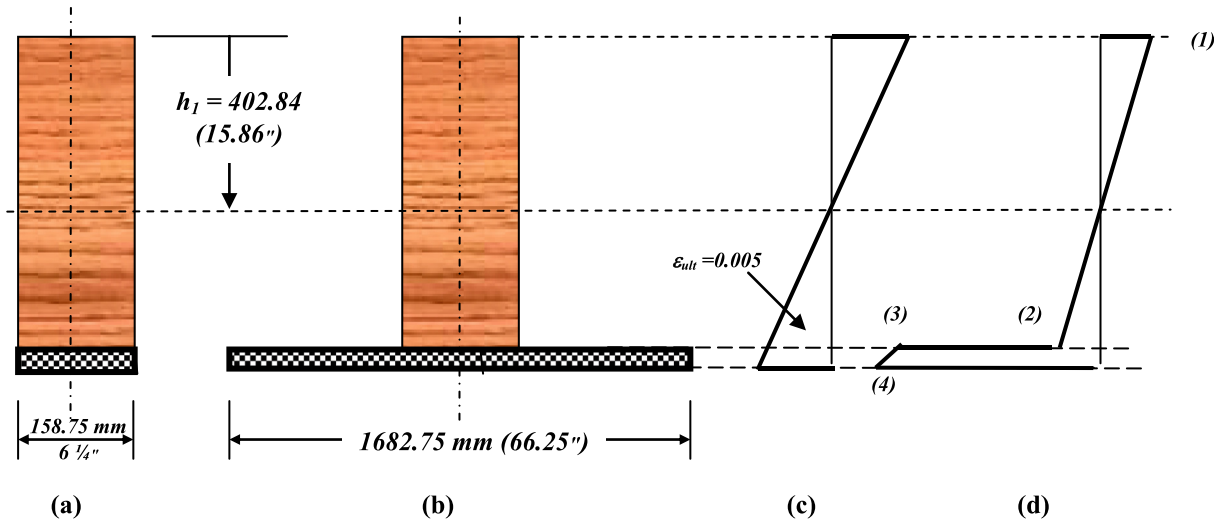 (1)
h₁ = 402.84
(15.86″)
εᵤₗₜ =0.005
(3)
(2)
(4)
158.75 mm
6 ¼″
1682.75 mm (66.25″)
(a)
(b)
(c)
(d)